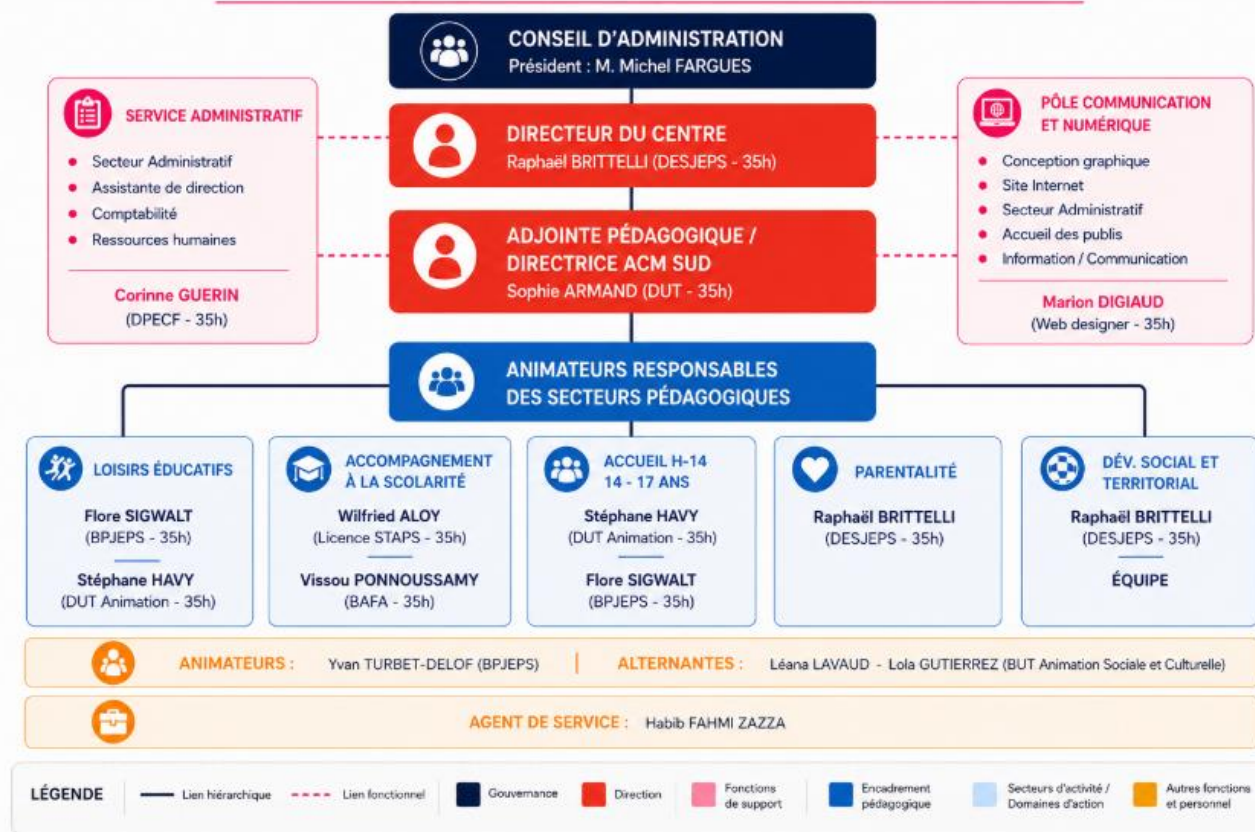 CONSEIL D'ADMINISTRATION
Président : M. Michel FARGUES
SERVICE ADMINISTRATIF
Secteur Administratif
Assistante de direction
Comptabilité
Ressources humaines
Corinne GUERIN
(DPECF - 35h)
DIRECTEUR DU CENTRE
Raphaël BRITTELLI (DESJEPS - 35h)
ADJOINTE PÉDAGOGIQUE /
DIRECTRICE ACM SUD
Sophie ARMAND (DUT - 35h)
PÔLE COMMUNICATION
ET NUMÉRIQUE
Conception graphique
Site Internet
Secteur Administratif
Accueil des publis
Information / Communication
Marion DIGIAUD
(Web designer - 35h)
ANIMATEURS RESPONSABLES
DES SECTEURS PÉDAGOGIQUES
LOISIRS ÉDUCATIFS
Flore SIGWALT
(BPJEPS - 35h)
Stéphane HAVY
(DUT Animation - 35h)
ACCOMPAGNEMENT
À LA SCOLARITÉ
Wilfried ALOY
(Licence STAPS - 35h)
Vissou PONNOUSSAMY
(BAFA - 35h)
ACCUEIL H-14
14 - 17 ANS
Stéphane HAVY
(DUT Animation - 35h)
Flore SIGWALT
(BPJEPS - 35h)
PARENTALITÉ
Raphaël BRITTELLI
(DESJEPS - 35h)
DÉV. SOCIAL ET
TERRITORIAL
Raphaël BRITTELLI
(DESJEPS - 35h)
ÉQUIPE
ANIMATEURS : Yvan TURBET-DELOF (BPJEPS) | ALTERNANTES : Léana LAVAUD - Lola GUTIERREZ (BUT Animation Sociale et Culturelle)
AGENT DE SERVICE : Habib FAHMI ZAZZA
LÉGENDE
Lien hiérarchique
Lien fonctionnel
Gouvernance
Direction
Fonctions
de support
Encadrement
pédagogique
Secteurs d'activité /
Domaines d'action
Autres fonctions
et personnel